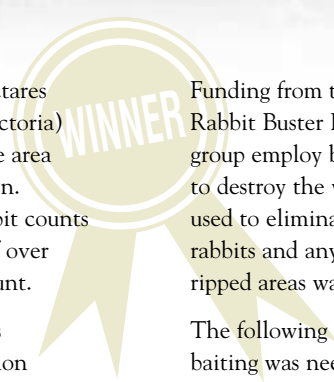 tares
ctoria)
e area
n.
bit counts
f over
unt.
s
ion
WINNER
Funding from t
Rabbit Buster
group employ b
to destroy the v
used to elimina
rabbits and any
ripped areas wa
The following
baiting was nee